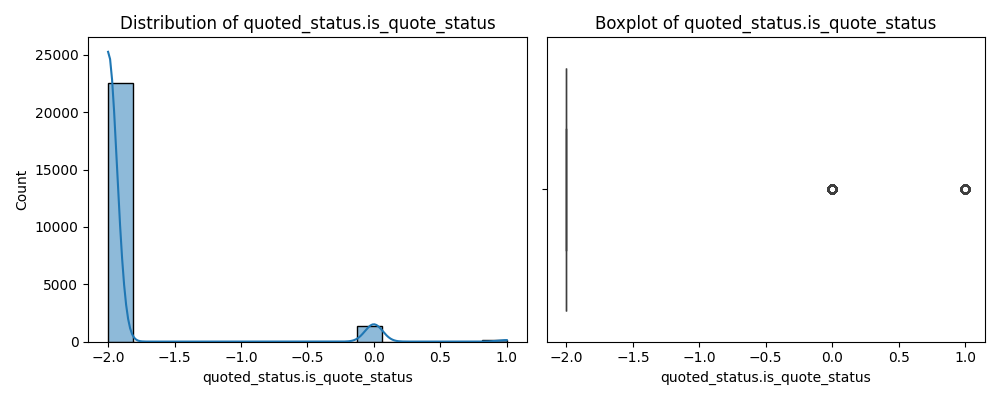 Distribution of quoted_status.is_quote_status
Boxplot of quoted_status.is_quote_status
25000
20000
15000
10000
5000
0
Count
−2.0 −1.5 −1.0 −0.5 0.0 0.5 1.0
quoted_status.is_quote_status
−2.0 −1.5 −1.0 −0.5 0.0 0.5 1.0
quoted_status.is_quote_status